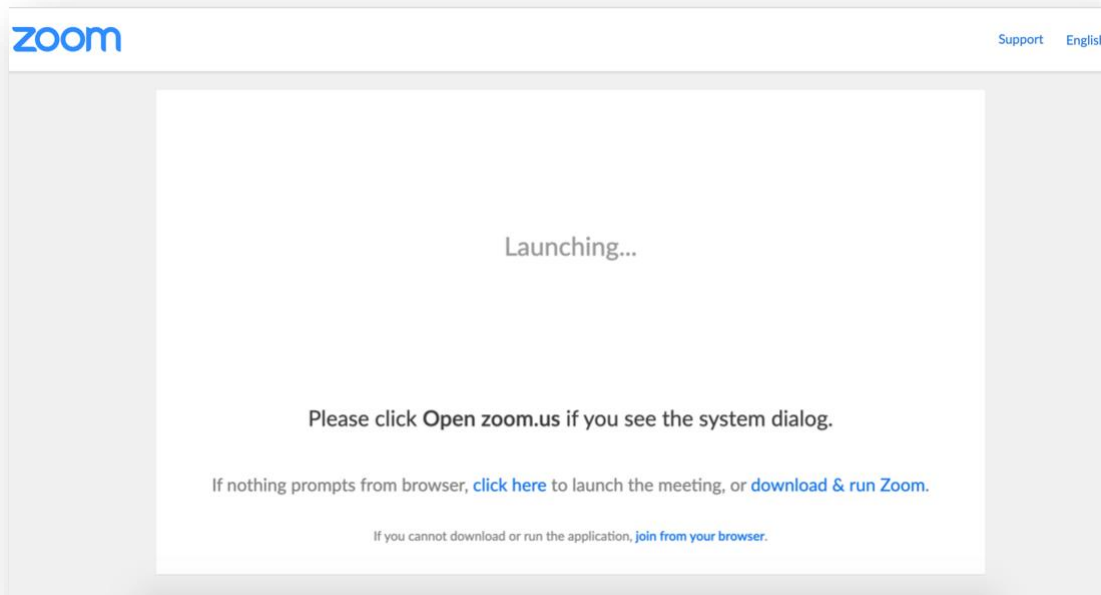 zoom
Support Englis
Launching...
Please click Open zoom.us if you see the system dialog.
If nothing prompts from browser, click here to launch the meeting, or download & run Zoom.
If you cannot download or run the application, join from your browser.